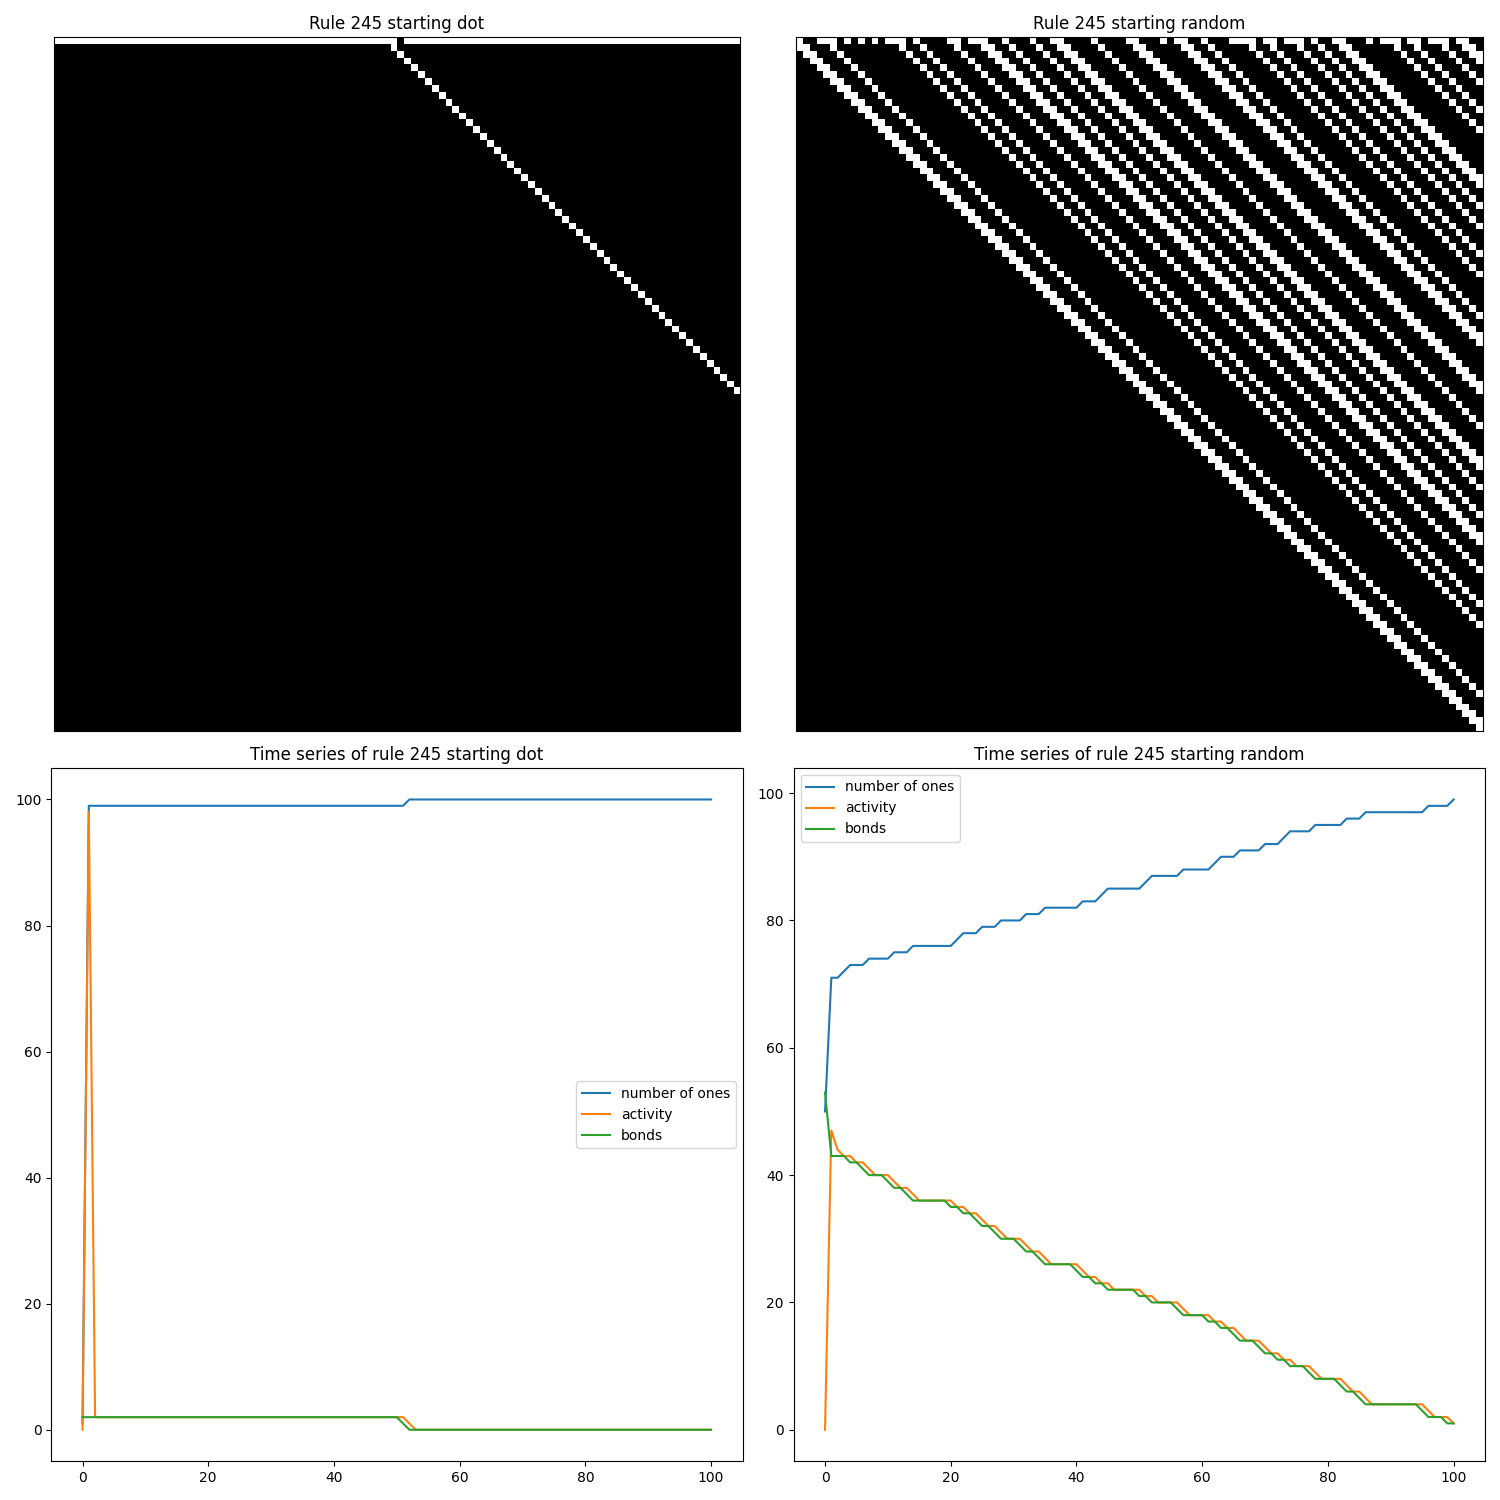 Rule 245 starting dot
Rule 245 starting random
Time series of rule 245 starting dot
100
80
60
40
20
0
0 20 40 60 80 100
number of ones
activity
bonds
Time series of rule 245 starting random
100
80
60
40
20
0
0 20 40 60 80 100
number of ones
activity
bonds